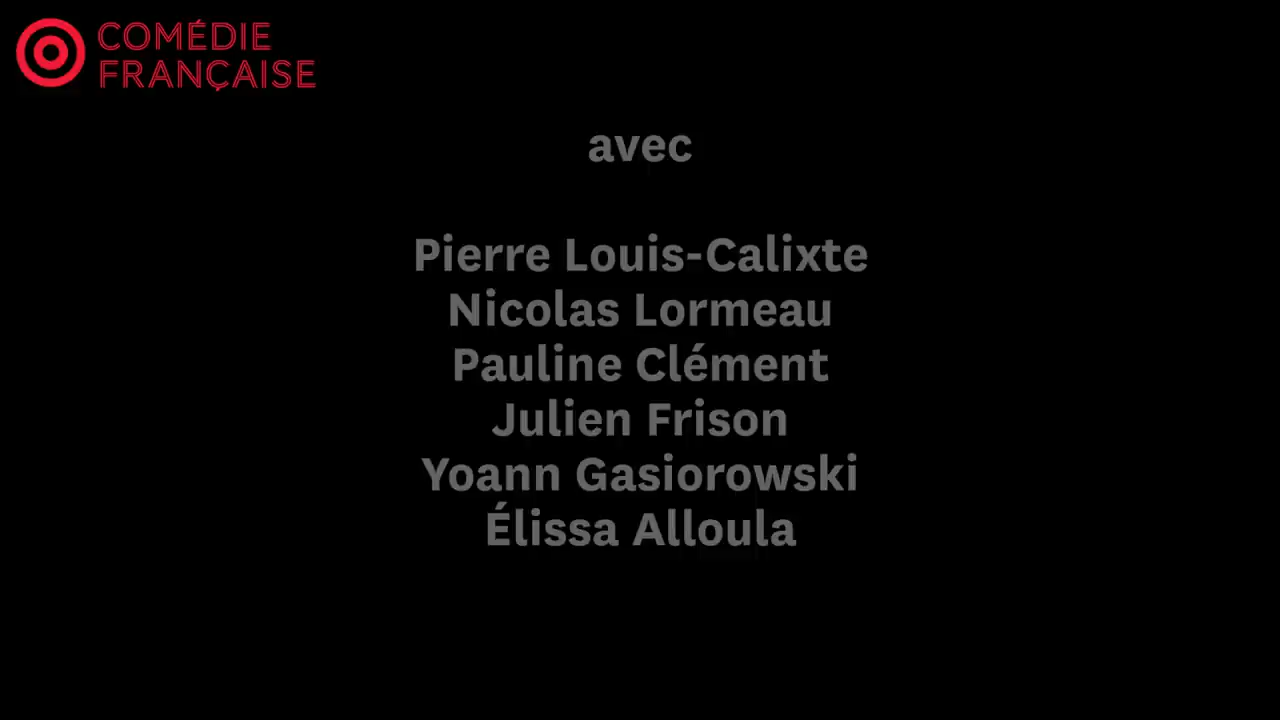 COMÉDIE
FRANÇAISE
avec
Pierre Louis-Calixte
Nicolas Lormeau
Pauline Clément
Julien Frison
Yoann Gasiorowski
Élissa Alloula